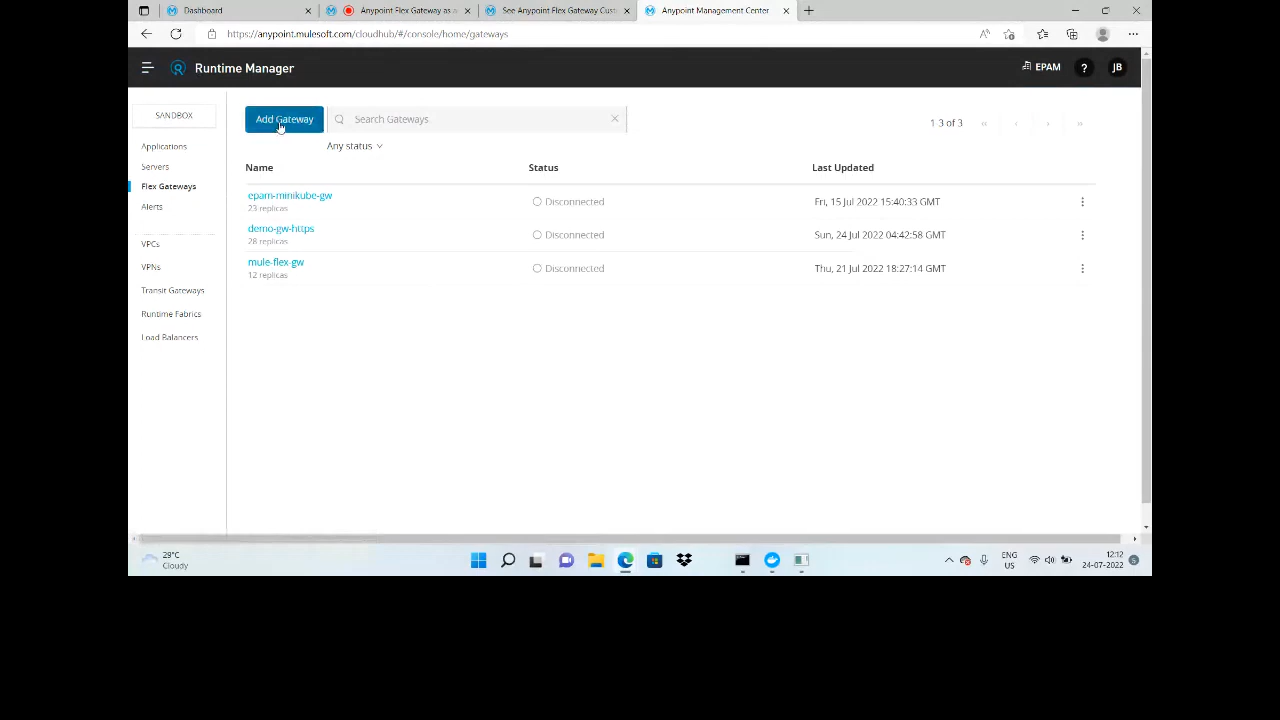 Dashboard
Anypoint Flex Gateway as a
See Anypoint Flex Gateway Cust
Anypoint Management Center
https://anypoint.mulesoft.com/cloudhub/#/console/home/gateways
Runtime Manager
EPAM
?
JB
SANDBOX
Add Gateway
Search Gateways
1-3 of 3
«
‹
›
»
Any status
Applications
Servers
Flex Gateways
Alerts
VPCs
VPNs
Transit Gateways
Runtime Fabrics
Load Balancers
Name Status Last Updated
epam-minikube-gw Disconnected Fri, 15 Jul 2022 15:40:33 GMT
23 replicas
demo-gw-https Disconnected Sun, 24 Jul 2022 04:42:58 GMT
28 replicas
mule-flex-gw Disconnected Thu, 21 Jul 2022 18:27:14 GMT
12 replicas
29°C
Cloudy
ENG
US
12:12
24-07-2022